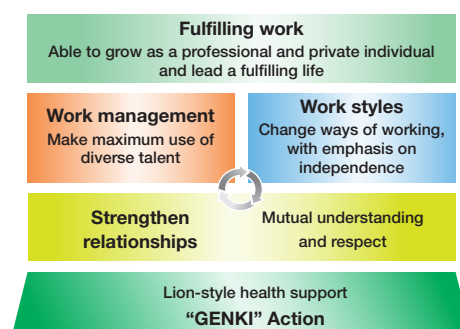 Fulfilling work
Able to grow as a professional and private individual
and lead a fulfilling life
Work management
Make maximum use of
diverse talent
Work styles
Change ways of working,
with emphasis on
independence
Strengthen
relationships
Mutual understanding
and respect
Lion-style health support
“GENKI” Action